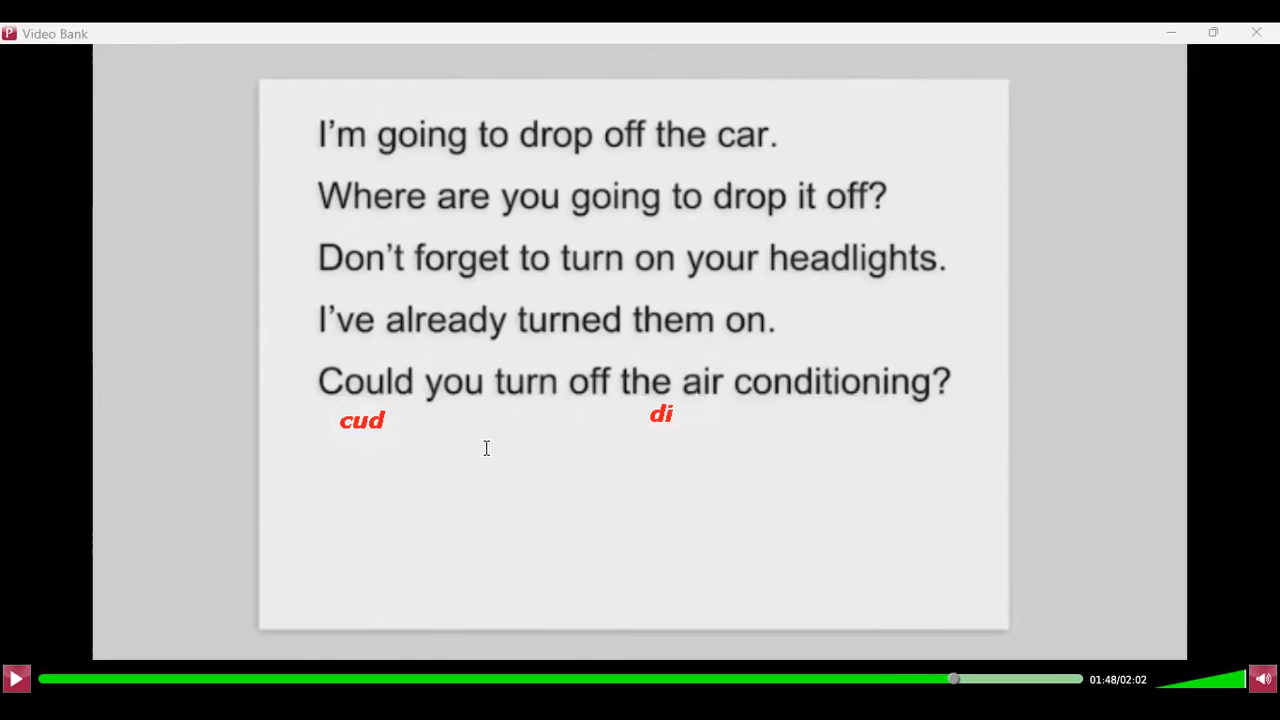 Video Bank
I'm going to drop off the car.
Where are you going to drop it off?
Don't forget to turn on your headlights.
I've already turned them on.
Could you turn off the air conditioning?
cud di
01:48/02:02